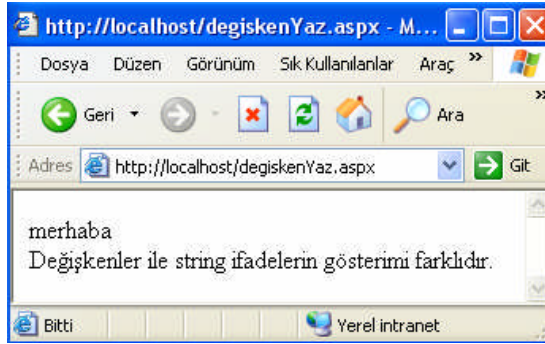 http://localhost/degiskenYaz.aspx - M...
Dosya Düzen Görünüm Sık Kullanılanlar Araç »
Geri Ara »
Adres http://localhost/degiskenYaz.aspx Git
merhaba
Değişkenler ile string ifadelerin gösterimi farklıdır.
Bitti Yerel intranet